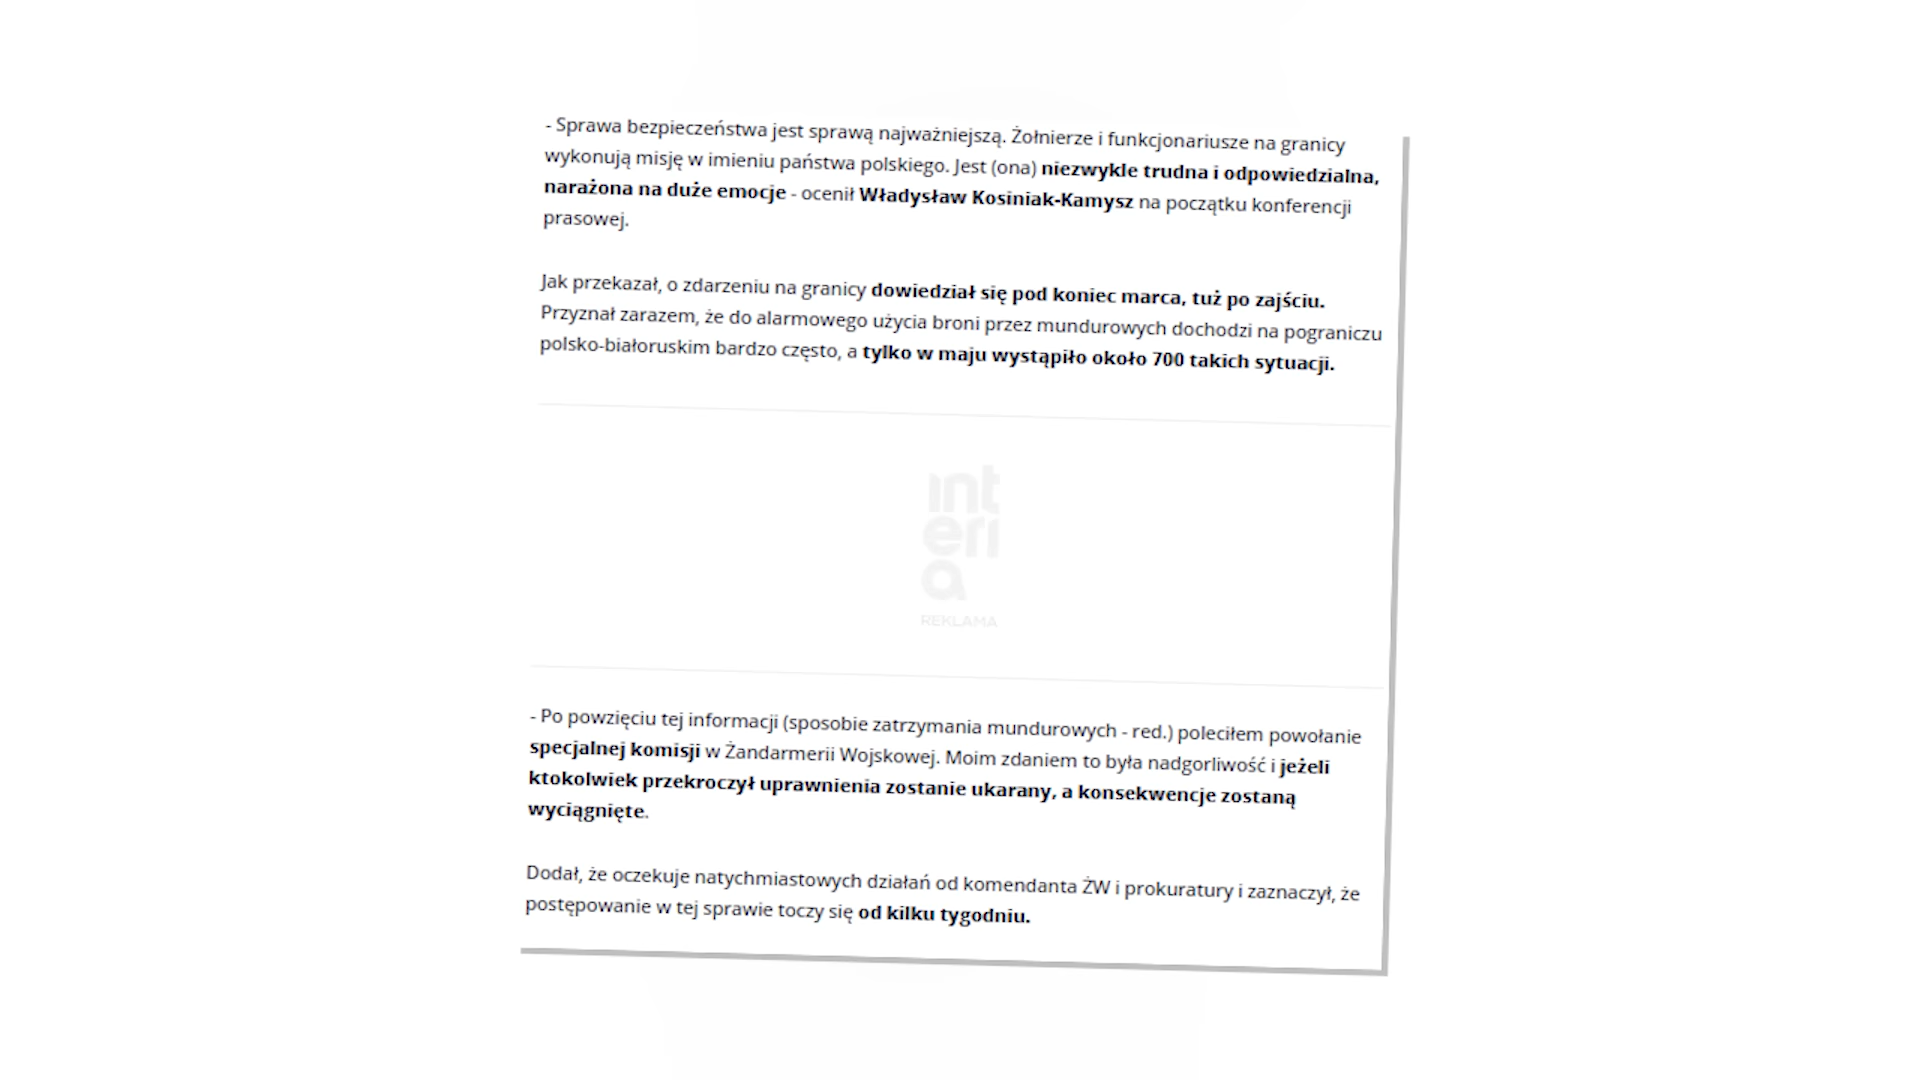 - Sprawa bezpieczeństwa jest sprawą najważniejszą. Żołnierze i funkcjonariusze na granicy
wykonują misję w imieniu państwa polskiego. Jest (ona) niezwykle trudna i odpowiedzialna,
narażona na duże emocje - ocenił Władysław Kosiniak-Kamysz na początku konferencji
prasowej.
Jak przekazał, o zdarzeniu na granicy dowiedział się pod koniec marca, tuż po zajściu.
Przyznał zarazem, że do alarmowego użycia broni przez mundurowych dochodzi na pograniczu
polsko-białoruskim bardzo często, a tylko w maju wystąpiło około 700 takich sytuacji.
int
eri
a
REKLAMA
- Po powzięciu tej informacji (sposobie zatrzymania mundurowych - red.) poleciłem powołanie
specjalnej komisji w Żandarmerii Wojskowej. Moim zdaniem to była nadgorliwość i jeżeli
ktokolwiek przekroczył uprawnienia zostanie ukarany, a konsekwencje zostaną
wyciągnięte.
Dodał, że oczekuje natychmiastowych działań od komendanta ŻW i prokuratury i zaznaczył, że
postępowanie w tej sprawie toczy się od kilku tygodniu.